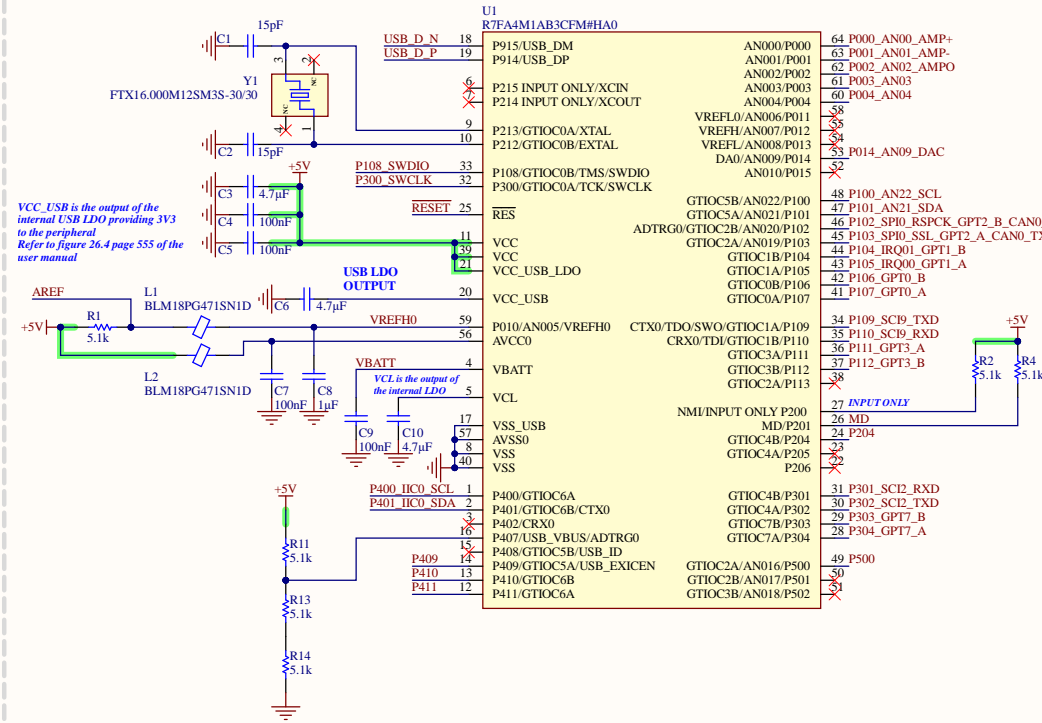 U1
R7FA4M1AB3CFM#HA0
15pF
C1
3
2
NC
Y1
FTX16.000M12SM3S-30/30
NC
4
1
C2
15pF
+5V
C3
4.7µF
C4
100nF
C5
100nF
VCC_USB is the output of the
internal USB LDO providing 3V3
to the peripheral
Refer to figure 26.4 page 555 of the
user manual
USB LDO
OUTPUT
C6
4.7µF
AREF
L1
BLM18PG471SN1D
+5V
R1
5.1k
VREFH0
L2
BLM18PG471SN1D
C7
100nF
C8
1µF
VBATT
VCL is the output of
the internal LDO
C9
100nF
C10
4.7µF
+5V
R11
5.1k
R13
5.1k
R14
5.1k
USB_D_N 18 P915/USB_DM
USB_D_P 19 P914/USB_DP
6 P215 INPUT ONLY/XCIN
P214 INPUT ONLY/XCOUT
9 P213/GTIOC0A/XTAL
10 P212/GTIOC0B/EXTAL
P108_SWDIO 33 P108/GTIOC0B/TMS/SWDIO
P300_SWCLK 32 P300/GTIOC0A/TCK/SWCLK
RESET 25 RES
11 VCC
39 VCC
21 VCC_USB_LDO
20 VCC_USB
59 P010/AN005/VREFH0
56 AVCC0
4 VBATT
5 VCL
17 VSS_USB
57 AVSS0
8 VSS
40 VSS
P400_IIC0_SCL 1 P400/GTIOC6A
P401_IIC0_SDA 2 P401/GTIOC6B/CTX0
3 P402/CRX0
16 P407/USB_VBUS/ADTRG0
15 P408/GTIOC5B/USB_ID
P409 14 P409/GTIOC5A/USB_EXICEN
P410 13 P410/GTIOC6B
P411 12 P411/GTIOC6A
AN000/P000 64 P000_AN00_AMP+
AN001/P001 63 P001_AN01_AMP-
AN002/P002 62 P002_AN02_AMPO
AN003/P003 61 P003_AN03
AN004/P004 60 P004_AN04
VREFL0/AN006/P011 58
VREFH/AN007/P012 55
VREFL/AN008/P013 54
DA0/AN009/P014 53 P014_AN09_DAC
AN010/P015 52
GTIOC5B/AN022/P100 48 P100_AN22_SCL
GTIOC5A/AN021/P101 47 P101_AN21_SDA
ADTRG0/GTIOC2B/AN020/P102 46 P102_SPI0_RSPCK_GPT2_B_CAN0_
GTIOC2A/AN019/P103 45 P103_SPI0_SSL_GPT2_A_CAN0_TX
GTIOC1B/P104 44 P104_IRQ01_GPT1_B
GTIOC1A/P105 43 P105_IRQ00_GPT1_A
GTIOC0B/P106 42 P106_GPT0_B
GTIOC0A/P107 41 P107_GPT0_A
CTX0/TDO/SWO/GTIOC1A/P109 34 P109_SCI9_TXD
CRX0/TDI/GTIOC1B/P110 35 P110_SCI9_RXD
GTIOC3A/P111 36 P111_GPT3_A
GTIOC3B/P112 37 P112_GPT3_B
GTIOC2A/P113 38
NMI/INPUT ONLY P200 27 INPUT ONLY
MD/P201 26 MD
GTIOC4B/P204 24 P204
GTIOC4A/P205 23
P206 22
GTIOC4B/P301 31 P301_SCI2_RXD
GTIOC4A/P302 30 P302_SCI2_TXD
GTIOC7B/P303 29 P303_GPT7_B
GTIOC7A/P304 28 P304_GPT7_A
GTIOC2A/AN016/P500 49 P500
GTIOC2B/AN017/P501 50
GTIOC3B/AN018/P502 51
+5V
R2
5.1k
R4
5.1k